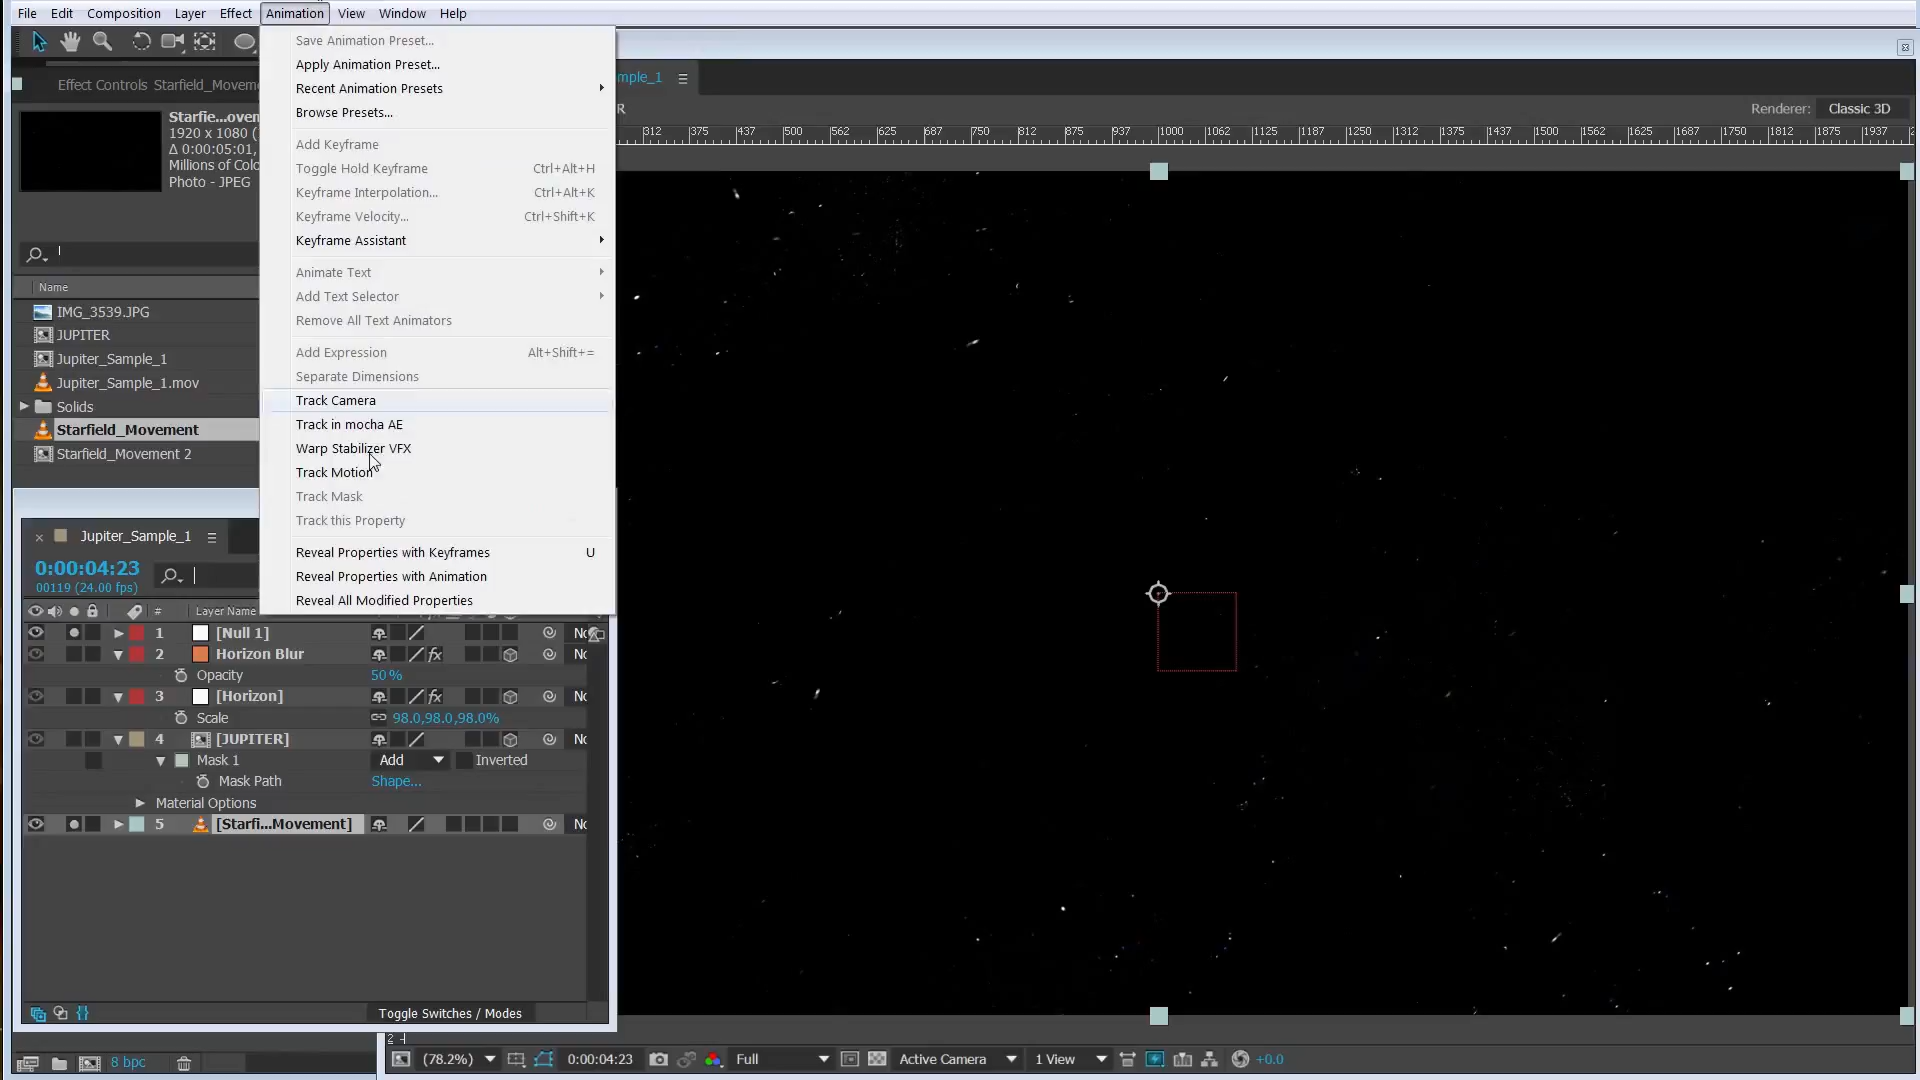 File Edit Composition Layer Effect Animation View Window Help
Save Animation Preset...
Apply Animation Preset...
Recent Animation Presets
Browse Presets...
Add Keyframe
Toggle Hold Keyframe Ctrl+Alt+H
Keyframe Interpolation... Ctrl+Alt+K
Keyframe Velocity... Ctrl+Shift+K
Keyframe Assistant
Animate Text
Add Text Selector
Remove All Text Animators
Add Expression Alt+Shift+=
Separate Dimensions
Track Camera
Track in mocha AE
Warp Stabilizer VFX
Track Motion
Track Mask
Track this Property
Reveal Properties with Keyframes U
Reveal Properties with Animation
Reveal All Modified Properties
Effect Controls Starfield_Moveme
Starfie...oven
1920 x 1080 (
Δ 0:00:05:01,
Millions of Colo
Photo - JPEG
Name
IMG_3539.JPG
JUPITER
Jupiter_Sample_1
Jupiter_Sample_1.mov
Solids
Starfield_Movement
Starfield_Movement 2
mple_1
R
Renderer: Classic 3D
312 375 437 500 562 625 687 750 812 875 937 1000 1062 1125 1187 1250 1312 1375 1437 1500 1562 1625 1687 1750 1812 1875 1937 2
Jupiter_Sample_1
0:00:04:23
00119 (24.00 fps)
# Layer Name
1 [Null 1] No
2 Horizon Blur fx No
Opacity 50%
3 [Horizon] fx No
Scale 98.0,98.0,98.0%
4 [JUPITER] No
Mask 1 Add Inverted
Mask Path Shape...
Material Options
5 [Starfi...Movement] No
Toggle Switches / Modes
8 bpc
2
(78.2%) 0:00:04:23 Full Active Camera 1 View +0.0